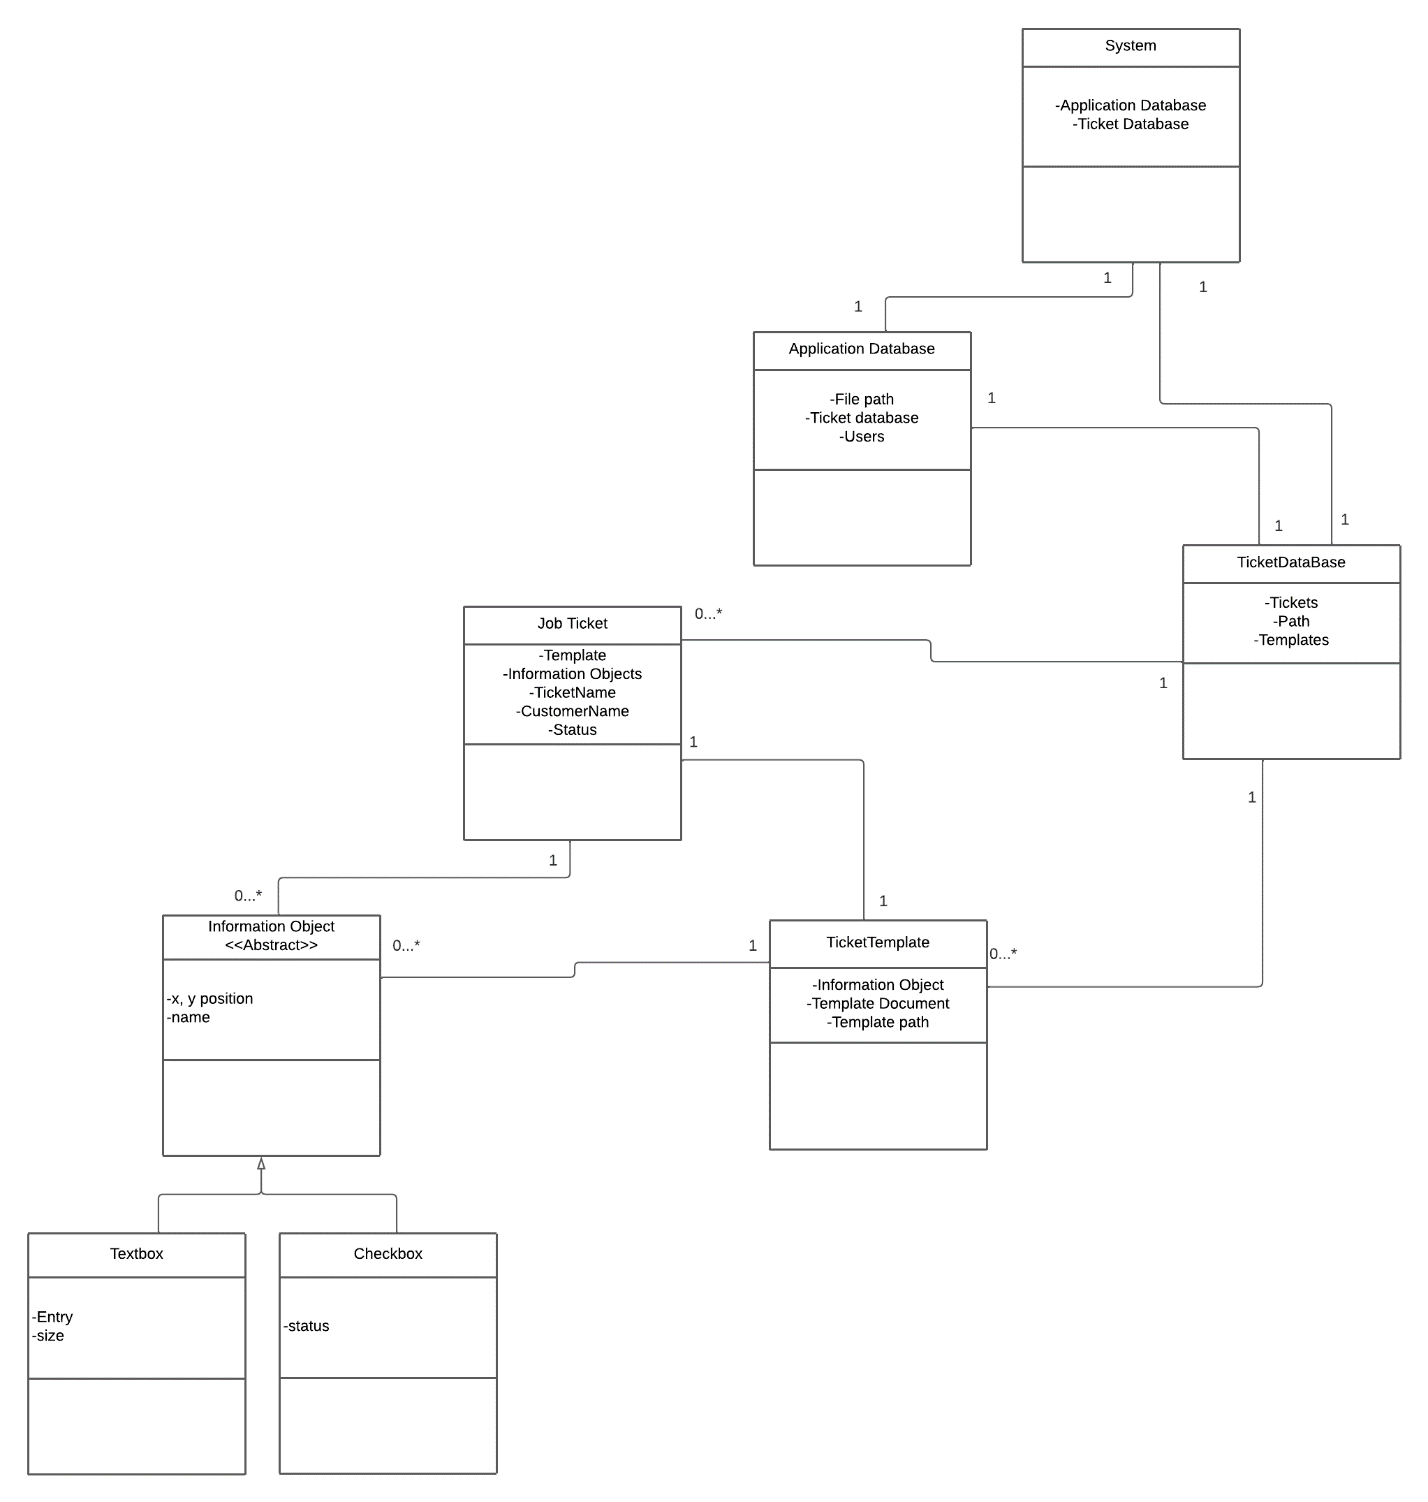 System
-Application Database
-Ticket Database
1
1
1
Application Database
-File path
-Ticket database
-Users
1
1
1
TicketDataBase
-Tickets
-Path
-Templates
0...*
1
Job Ticket
-Template
-Information Objects
-TicketName
-CustomerName
-Status
1
1
1
0...*
1
Information Object
<<Abstract>>
-x, y position
-name
0...*
1
TicketTemplate
-Information Object
-Template Document
-Template path
0...*
Textbox
-Entry
-size
Checkbox
-status